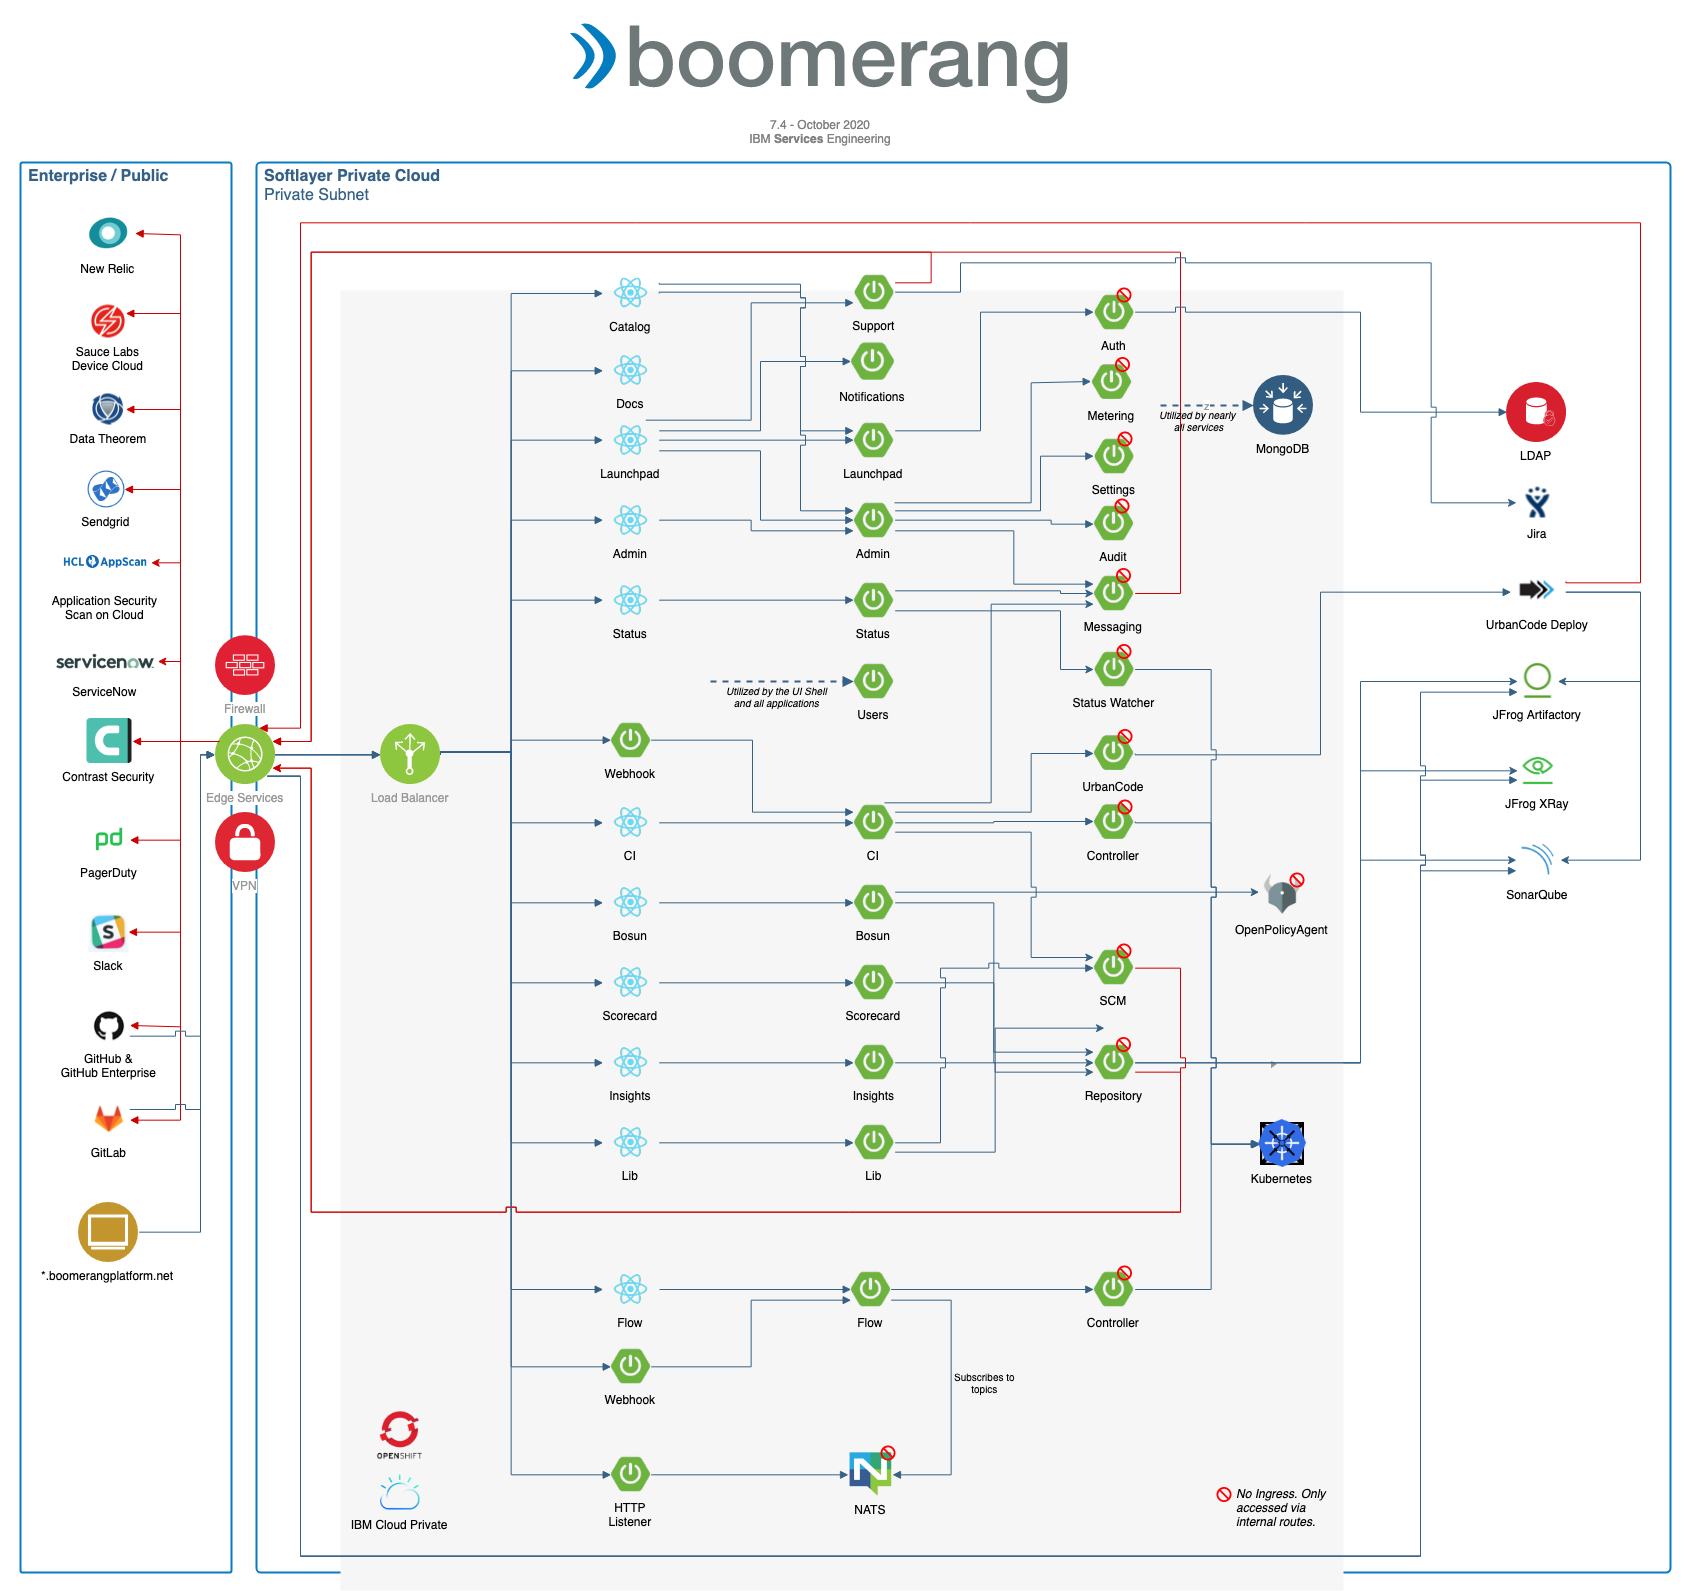 boomerang
7.4 - October 2020
IBM Services Engineering
Enterprise / Public
Softlayer Private Cloud
Private Subnet
New Relic
Sauce Labs
Device Cloud
Data Theorem
Sendgrid
HCL AppScan
Application Security
Scan on Cloud
servicenow
ServiceNow
Contrast Security
pd
PagerDuty
S
Slack
GitHub &
GitHub Enterprise
GitLab
*.boomerangplatform.net
Firewall
Edge Services
VPN
Load Balancer
Catalog
Docs
Launchpad
Admin
Status
Webhook
CI
Bosun
Scorecard
Insights
Lib
Flow
Webhook
HTTP
Listener
Support
Notifications
Launchpad
Admin
Status
Utilized by the UI Shell
and all applications
Users
CI
Bosun
Scorecard
Insights
Lib
Flow
Subscribes to
topics
N
NATS
Auth
Metering
Settings
Audit
Messaging
Status Watcher
UrbanCode
Controller
SCM
Repository
Controller
Utilized by nearly
all services
MongoDB
OpenPolicyAgent
Kubernetes
LDAP
Jira
UrbanCode Deploy
JFrog Artifactory
JFrog XRay
SonarQube
OPENSHIFT
IBM Cloud Private
No Ingress. Only
accessed via
internal routes.